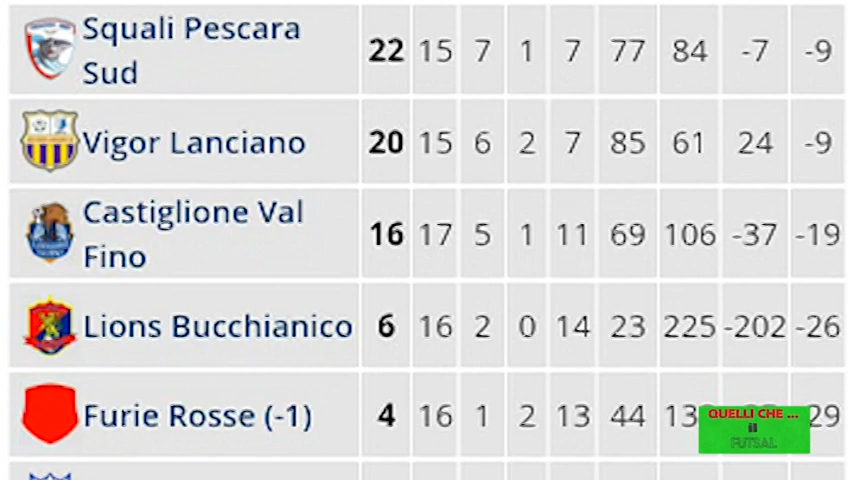 Squali Pescara
Sud
22 15 7 1 7 77 84 -7 -9
Vigor Lanciano 20 15 6 2 7 85 61 24 -9
Castiglione Val
Fino
16 17 5 1 11 69 106 -37 -19
Lions Bucchianico 6 16 2 0 14 23 225 -202 -26
Furie Rosse (-1) 4 16 1 2 13 44
QUELLI CHE ...
il
FUTSAL